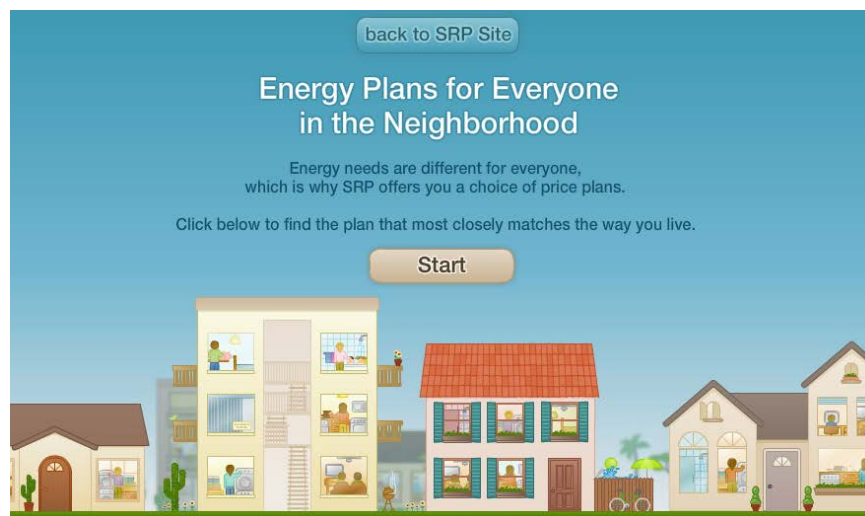 back to SRP Site
Energy Plans for Everyone
in the Neighborhood
Energy needs are different for everyone,
which is why SRP offers you a choice of price plans.
Click below to find the plan that most closely matches the way you live.
Start